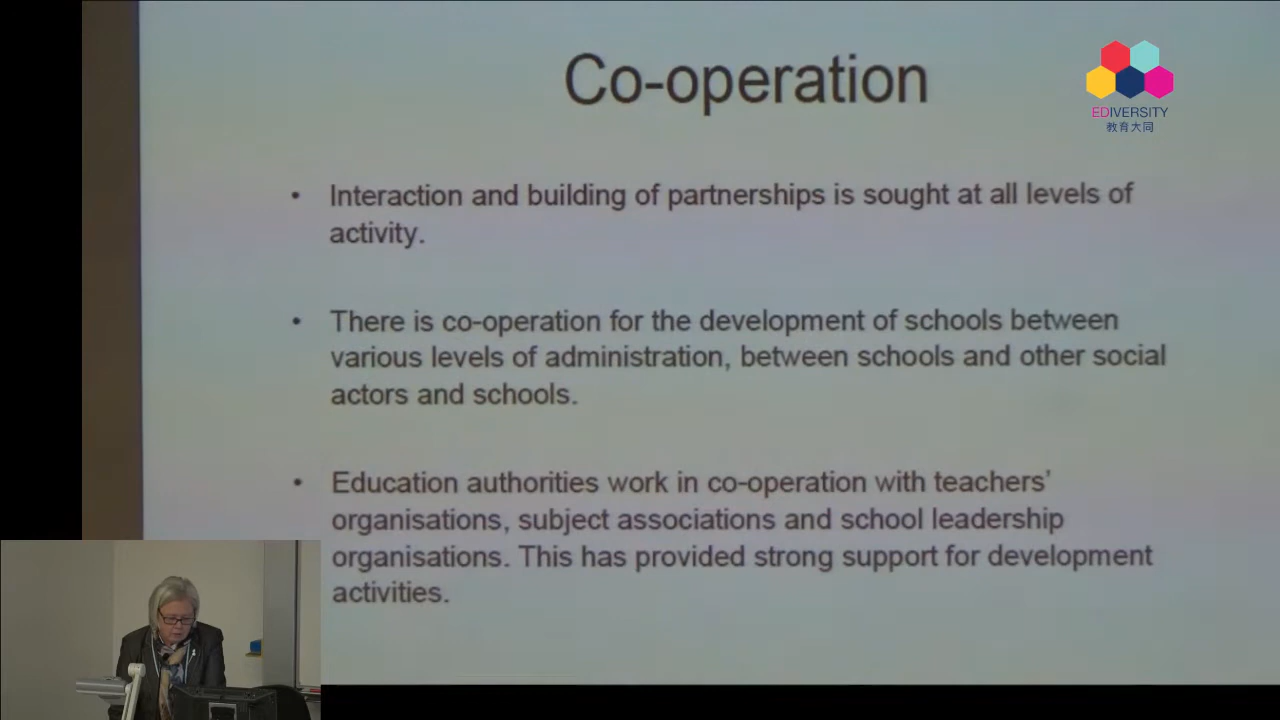 Co-operation
EDIVERSITY
教育大同
• Interaction and building of partnerships is sought at all levels of
activity.
• There is co-operation for the development of schools between
various levels of administration, between schools and other social
actors and schools.
• Education authorities work in co-operation with teachers’
organisations, subject associations and school leadership
organisations. This has provided strong support for development
activities.